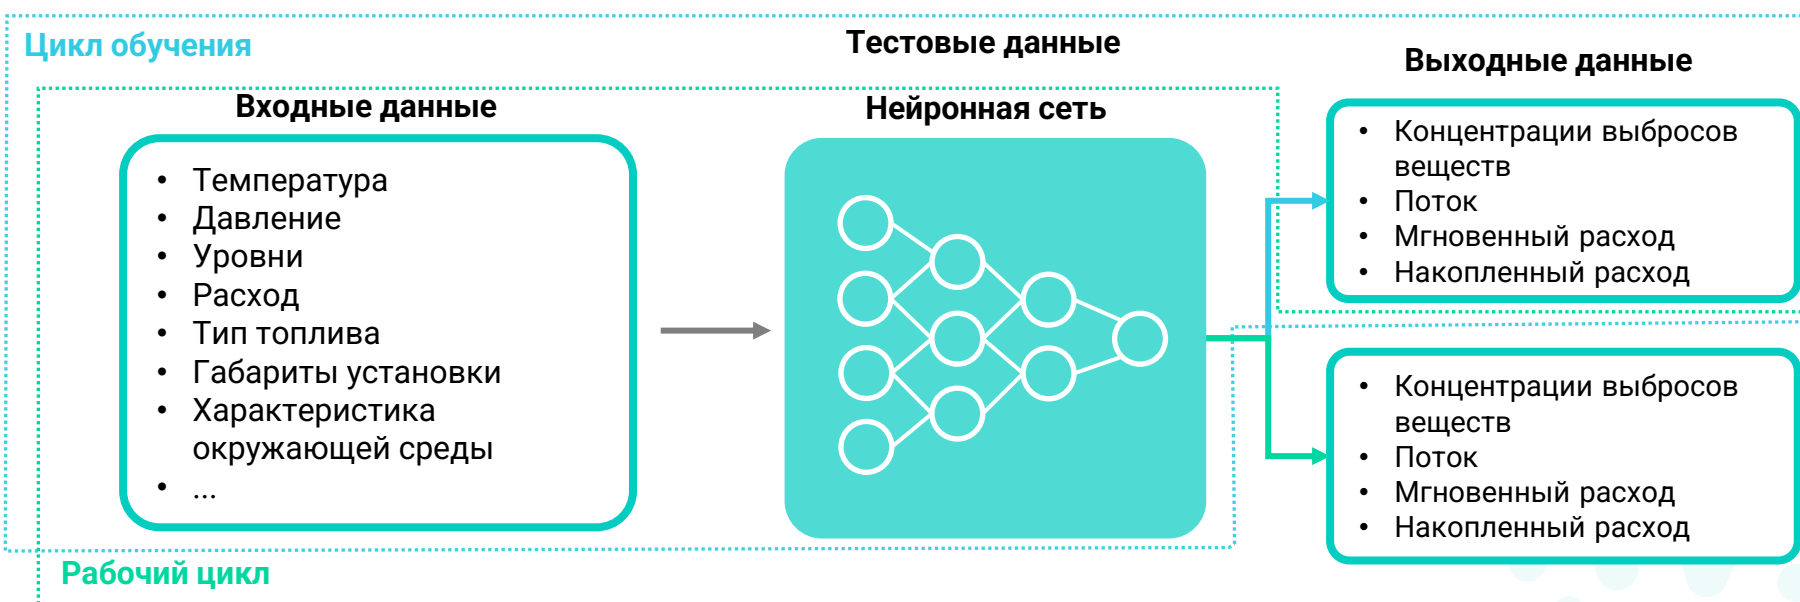 Цикл обучения
Тестовые данные
Выходные данные
Входные данные
Нейронная сеть
• Температура
• Давление
• Уровни
• Расход
• Тип топлива
• Габариты установки
• Характеристика
окружающей среды
• ...
• Концентрации выбросов
веществ
• Поток
• Мгновенный расход
• Накопленный расход
• Концентрации выбросов
веществ
• Поток
• Мгновенный расход
• Накопленный расход
Рабочий цикл